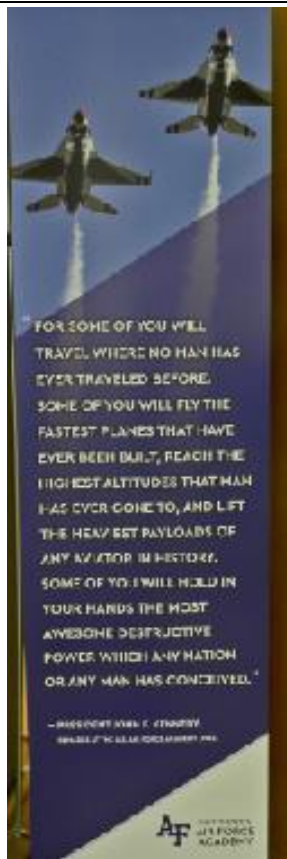 "FOR SOME OF YOU WILL
TRAVEL WHERE NO MAN HAS
EVER TRAVELED BEFORE.
SOME OF YOU WILL FLY THE
FASTEST PLANES THAT HAVE
EVER BEEN BUILT, REACH THE
HIGHEST ALTITUDES THAT MAN
HAS EVER GONE TO, AND LIFT
THE HEAVIEST PAYLOADS OF
ANY AVIATOR IN HISTORY.
SOME OF YOU WILL HOLD IN
YOUR HANDS THE MOST
AWESOME DESTRUCTIVE
POWER WHICH ANY NATION
OR ANY MAN HAS CONCEIVED."
– PRESIDENT JOHN F. KENNEDY
AF
AIR FORCE
ACADEMY